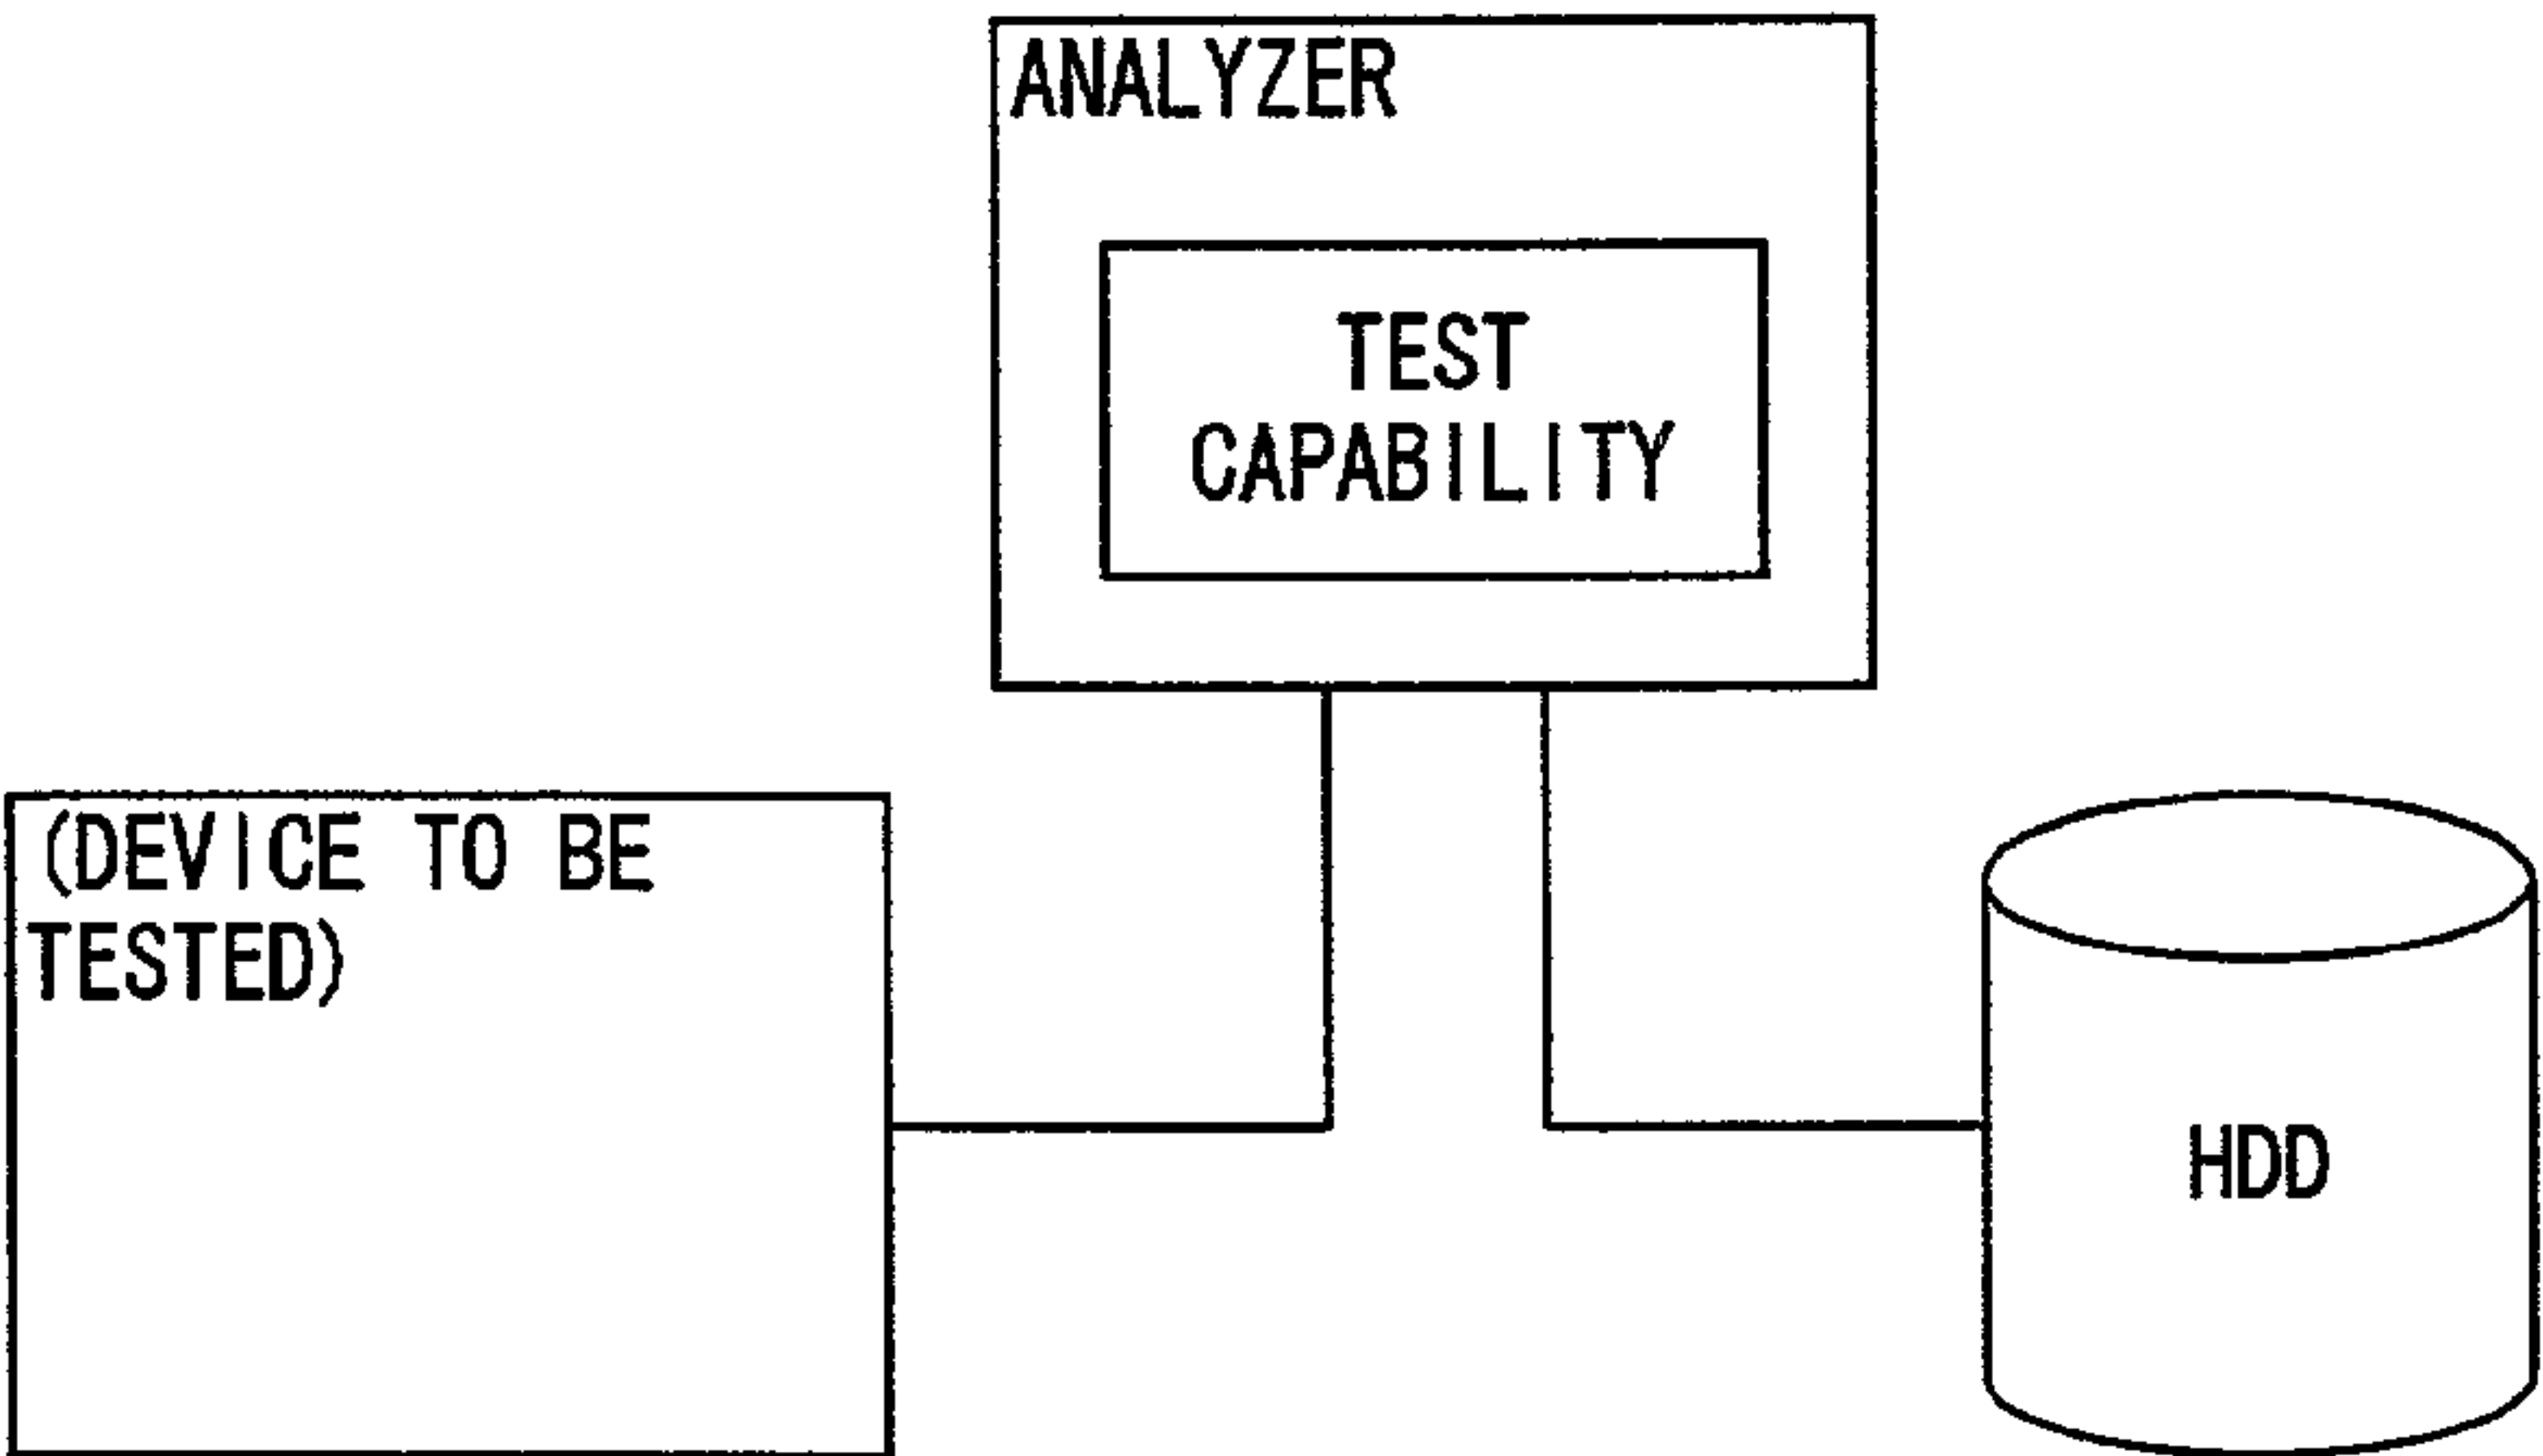 ANALYZER
TEST
CAPABILITY
(DEVICE TO BE
TESTED)
HDD